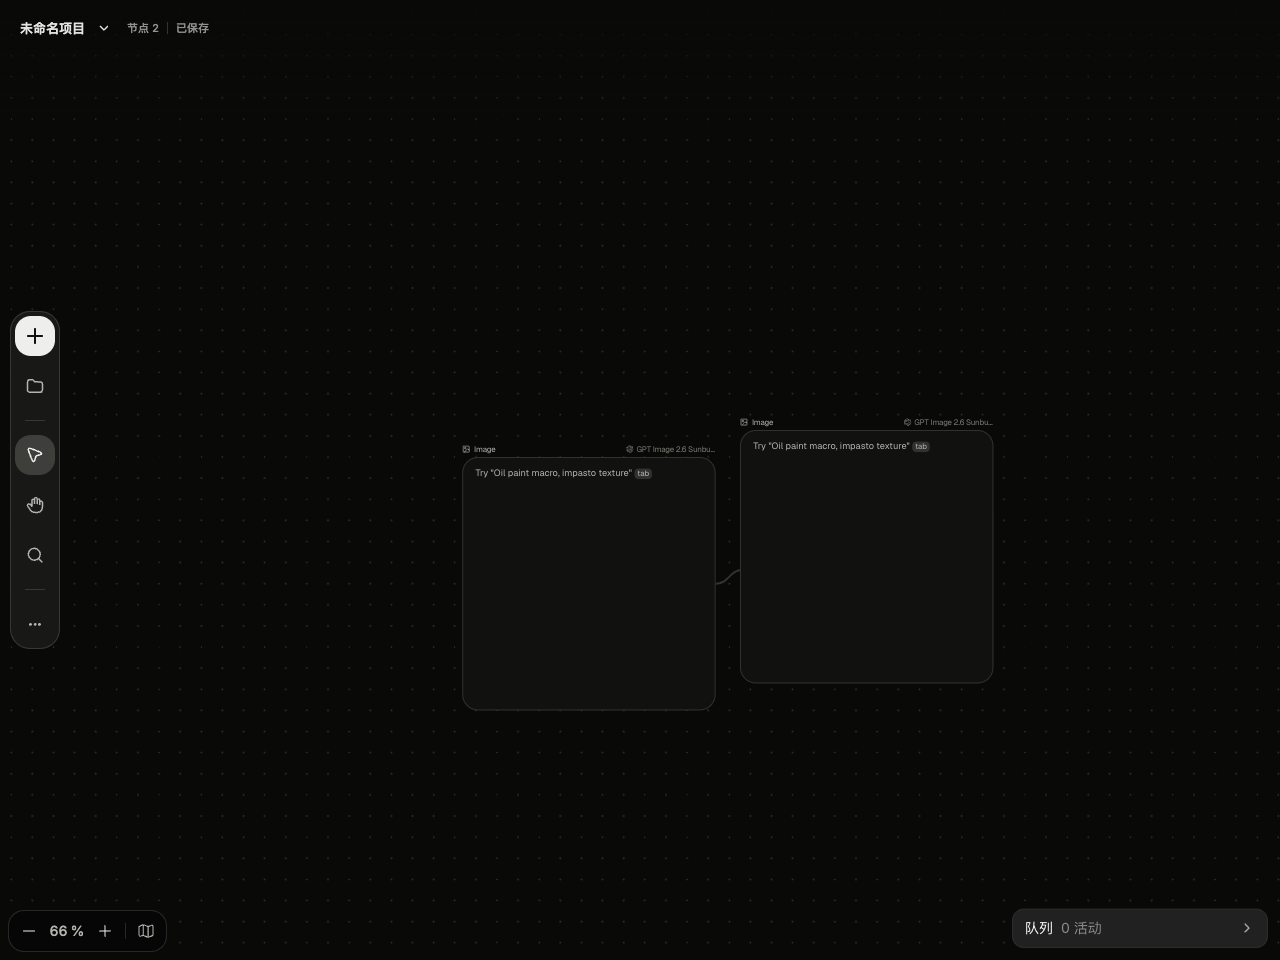 未命名项目
节点 2
已保存
Image
GPT Image 2.6 Sunbu...
Try "Oil paint macro, impasto texture" tab
Image
GPT Image 2.6 Sunbu...
Try "Oil paint macro, impasto texture" tab
66 %
队列 0 活动